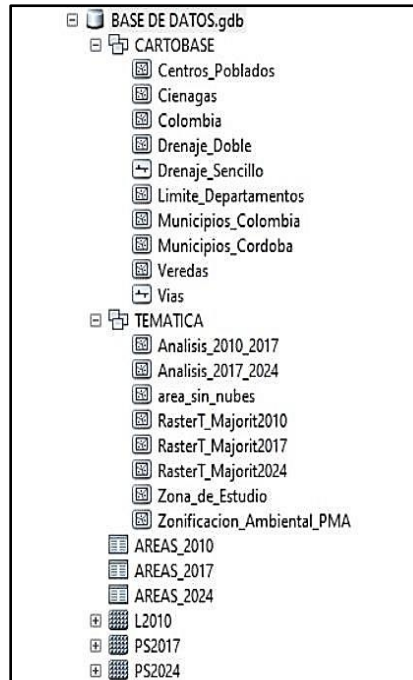 BASE DE DATOS.gdb
CARTOBASE
Centros_Poblados
Cienagas
Colombia
Drenaje_Doble
Drenaje_Sencillo
Limite_Departamentos
Municipios_Colombia
Municipios_Cordoba
Veredas
Vias
TEMATICA
Analisis_2010_2017
Analisis_2017_2024
area_sin_nubes
RasterT_Majorit2010
RasterT_Majorit2017
RasterT_Majorit2024
Zona_de_Estudio
Zonificacion_Ambiental_PMA
AREAS_2010
AREAS_2017
AREAS_2024
L2010
PS2017
PS2024